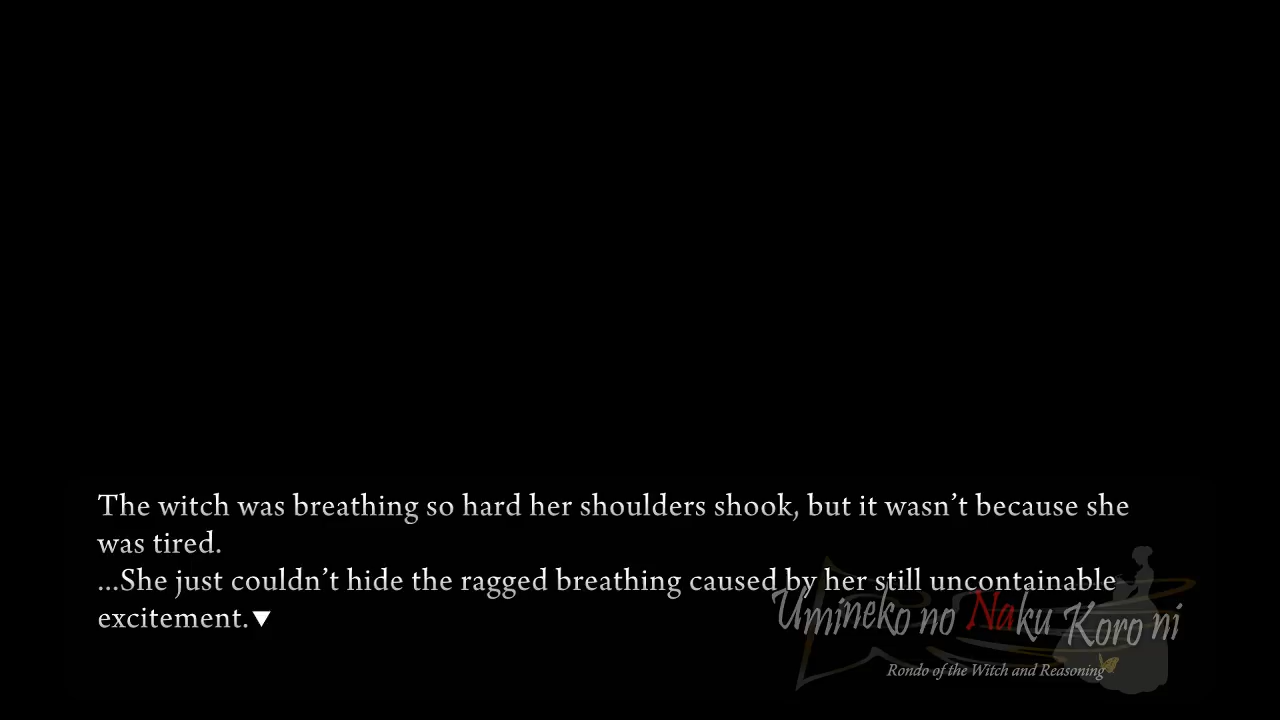 The witch was breathing so hard her shoulders shook, but it wasn’t because she
was tired.
...She just couldn’t hide the ragged breathing caused by her still uncontainable
excitement.▼
Umineko no Naku Koro ni
Rondo of the Witch and Reasoning